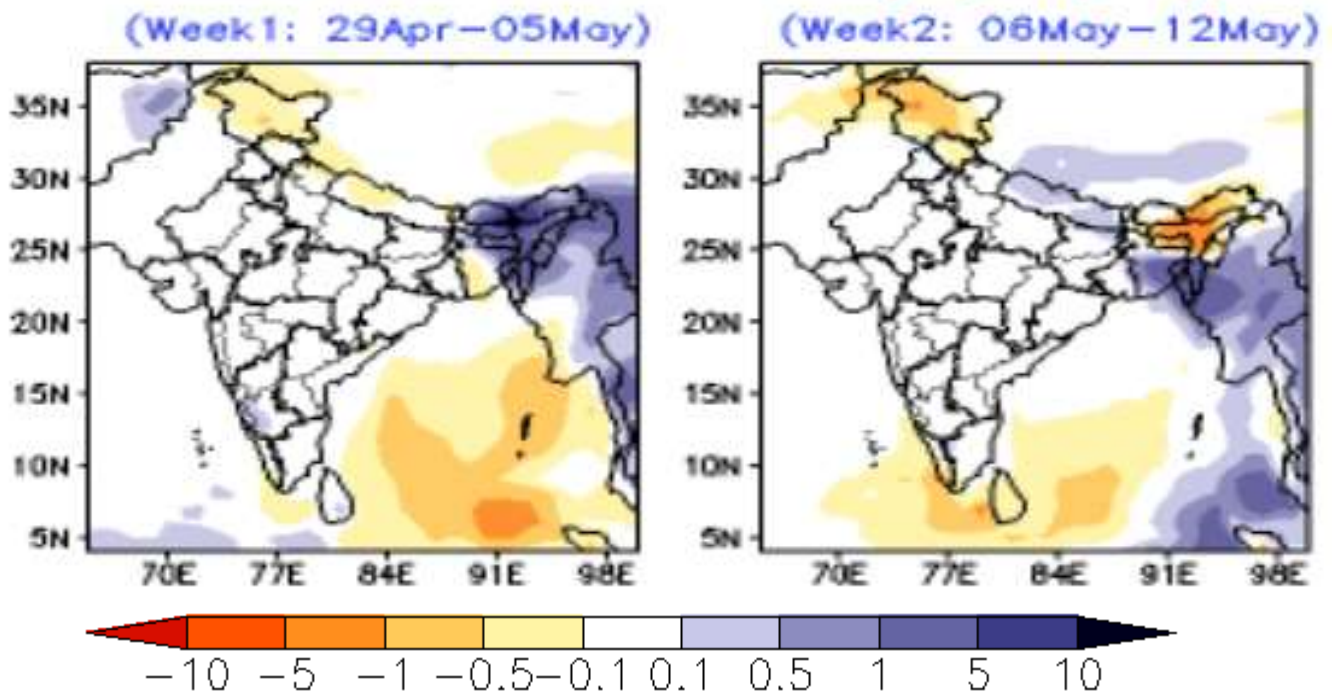 (Week1: 29Apr-05May) (Week2: 06May-12May)
35N 35N
30N 30N
25N 25N
20N 20N
15N 15N
10N 10N
5N 5N
70E 77E 84E 91E 98E 70E 77E 84E 91E 98E
-10 -5 -1 -0.5 -0.1 0.1 0.5 1 5 10